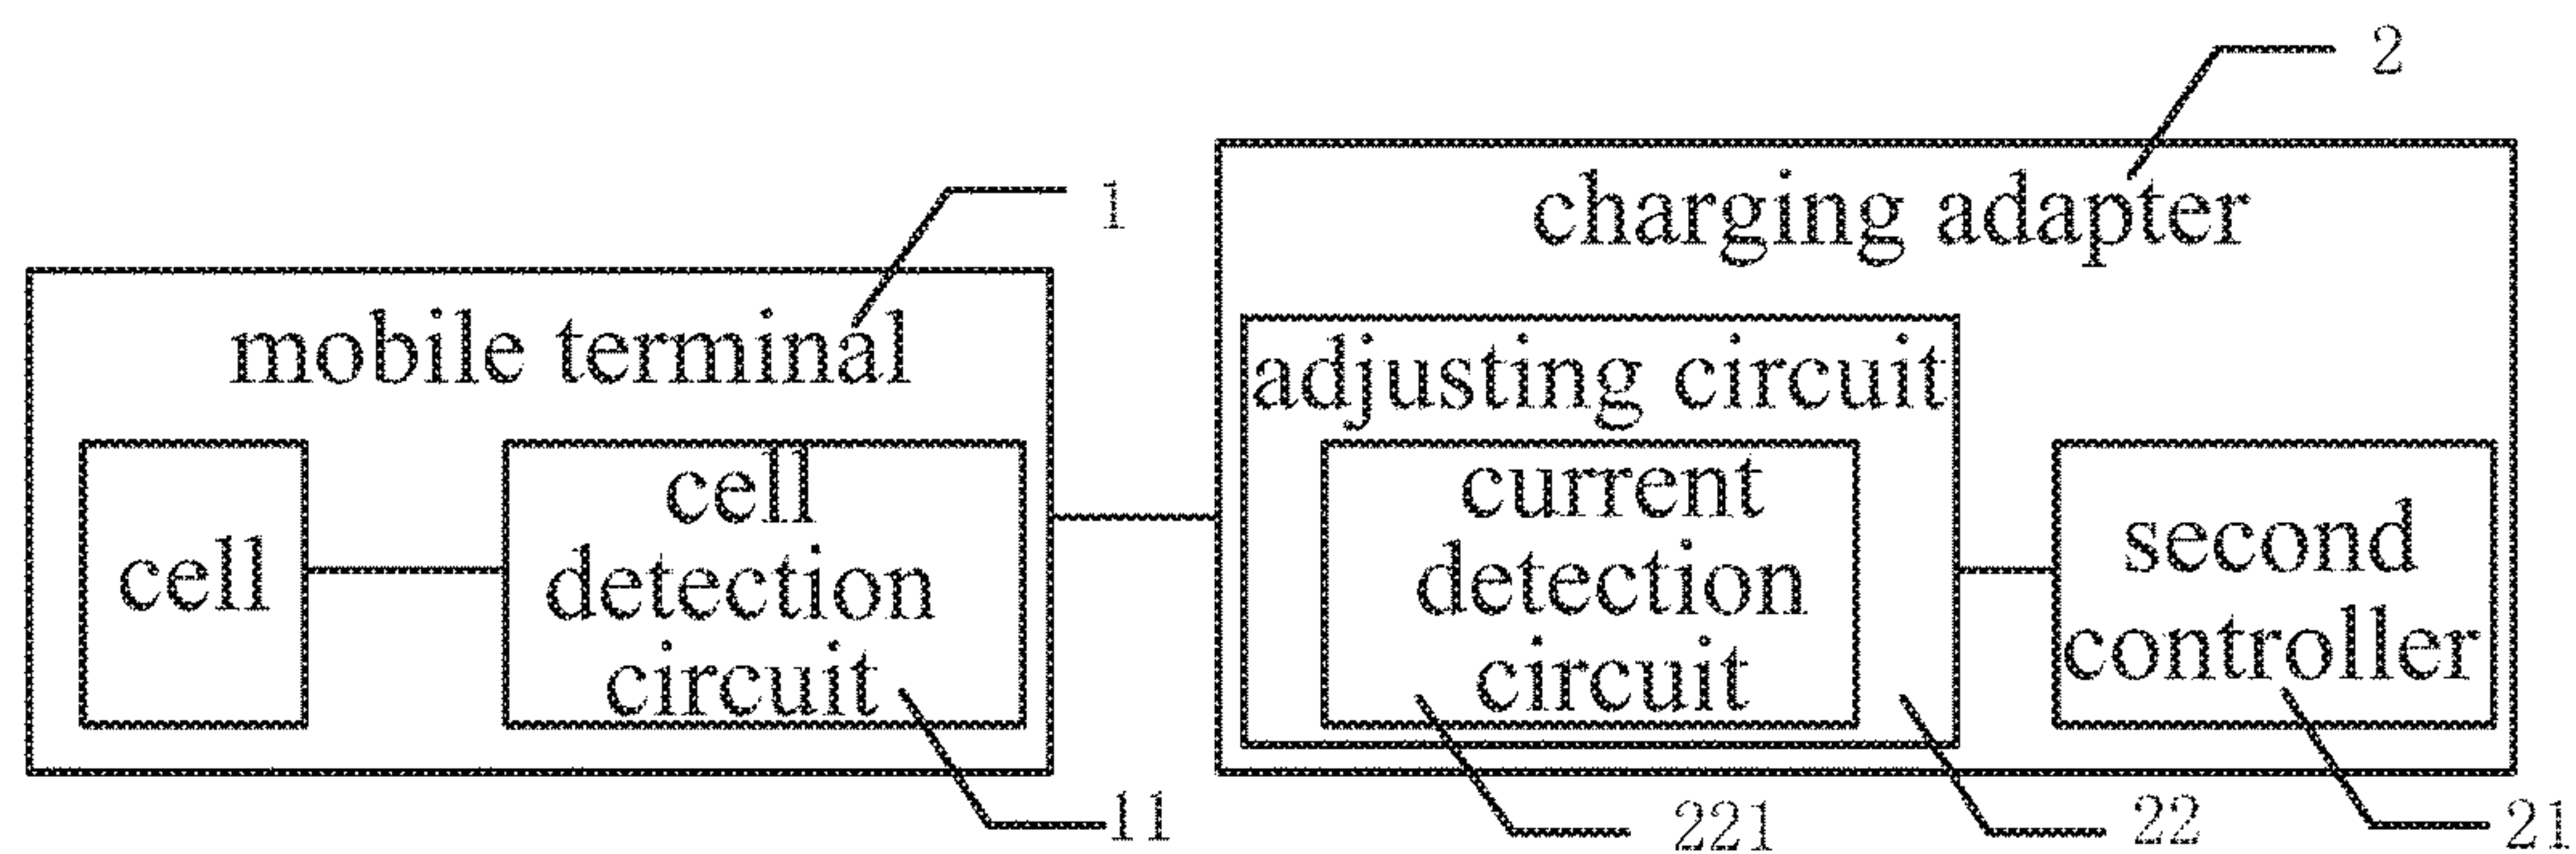 2
charging adapter
1
mobile terminal
adjusting circuit
cell
cell
detection
circuit
current
detection
circuit
second
controller
11
221
22
21